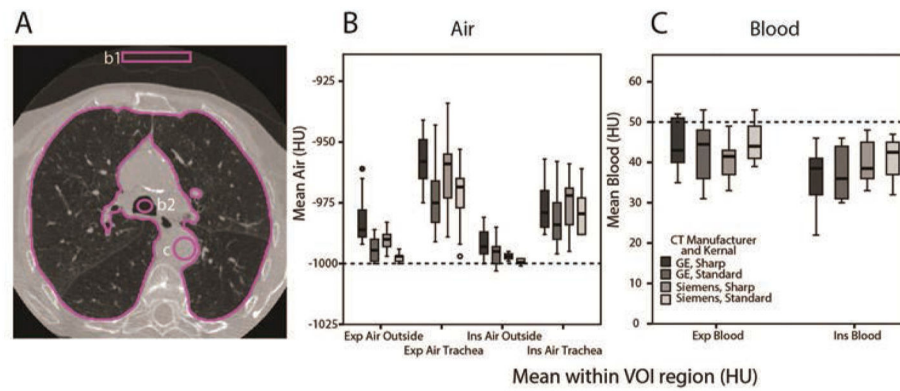 A
b1
b2
c
B
Air
Mean Air (HU)
-925
-950
-975
-1000
-1025
Exp Air Outside
Exp Air Trachea
Ins Air Outside
Ins Air Trachea
C
Blood
Mean Blood (HU)
60
50
40
30
20
10
0
CT Manufacturer
and Kernal
GE, Sharp
GE, Standard
Siemens, Sharp
Siemens, Standard
Exp Blood
Ins Blood
Mean within VOI region (HU)